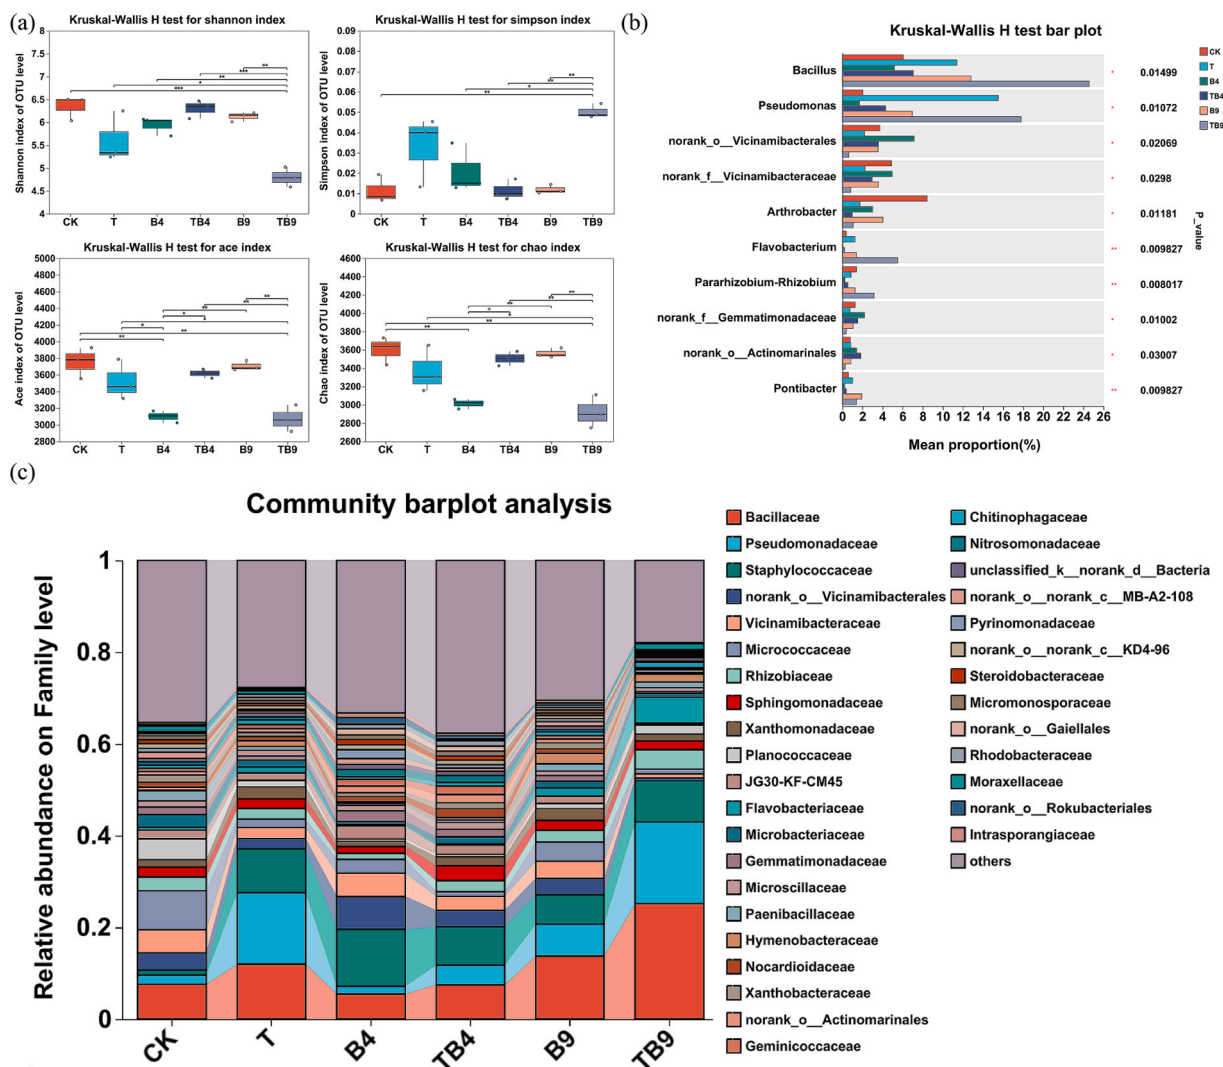 (a)
Kruskal-Wallis H test for shannon index
Shannon index of OTU level
8
7.5
7
6.5
6
5.5
5
4.5
4
CK T B4 TB4 B9 TB9
** *** ** * ***
Kruskal-Wallis H test for simpson index
Simpson index of OTU level
0.09
0.08
0.07
0.06
0.05
0.04
0.03
0.02
0.01
0
CK T B4 TB4 B9 TB9
** ** * **
Kruskal-Wallis H test for ace index
Ace index of OTU level
5000
4800
4600
4400
4200
4000
3800
3600
3400
3200
3000
2800
CK T B4 TB4 B9 TB9
** ** ** * * * ** **
Kruskal-Wallis H test for chao index
Chao index of OTU level
4600
4400
4200
4000
3800
3600
3400
3200
3000
2800
2600
CK T B4 TB4 B9 TB9
** ** ** * * ** **
(b)
Kruskal-Wallis H test bar plot
Bacillus * 0.01499
Pseudomonas * 0.01072
norank_o__Vicinamibacterales * 0.02069
norank_f__Vicinamibacteraceae * 0.0298
Arthrobacter * 0.01181
Flavobacterium ** 0.009827
Pararhizobium-Rhizobium ** 0.008017
norank_f__Gemmatimonadaceae * 0.01002
norank_o__Actinomarinales * 0.03007
Pontibacter ** 0.009827
0 2 4 6 8 10 12 14 16 18 20 22 24 26
Mean proportion(%)
P_value
CK
T
B4
TB4
B9
TB9
(c)
Community barplot analysis
Relative abundance on Family level
1
0.8
0.6
0.4
0.2
0
CK T B4 TB4 B9 TB9
Bacillaceae
Pseudomonadaceae
Staphylococcaceae
norank_o__Vicinamibacterales
Vicinamibacteraceae
Micrococcaceae
Rhizobiaceae
Sphingomonadaceae
Xanthomonadaceae
Planococcaceae
JG30-KF-CM45
Flavobacteriaceae
Microbacteriaceae
Gemmatimonadaceae
Microscillaceae
Paenibacillaceae
Hymenobacteraceae
Nocardioidaceae
Xanthobacteraceae
norank_o__Actinomarinales
Geminicoccaceae
Chitinophagaceae
Nitrosomonadaceae
unclassified_k__norank_d__Bacteria
norank_o__norank_c__MB-A2-108
Pyrinomonadaceae
norank_o__norank_c__KD4-96
Steroidobacteraceae
Micromonosporaceae
norank_o__Gaiellales
Rhodobacteraceae
Moraxellaceae
norank_o__Rokubacteriales
Intrasporangiaceae
others